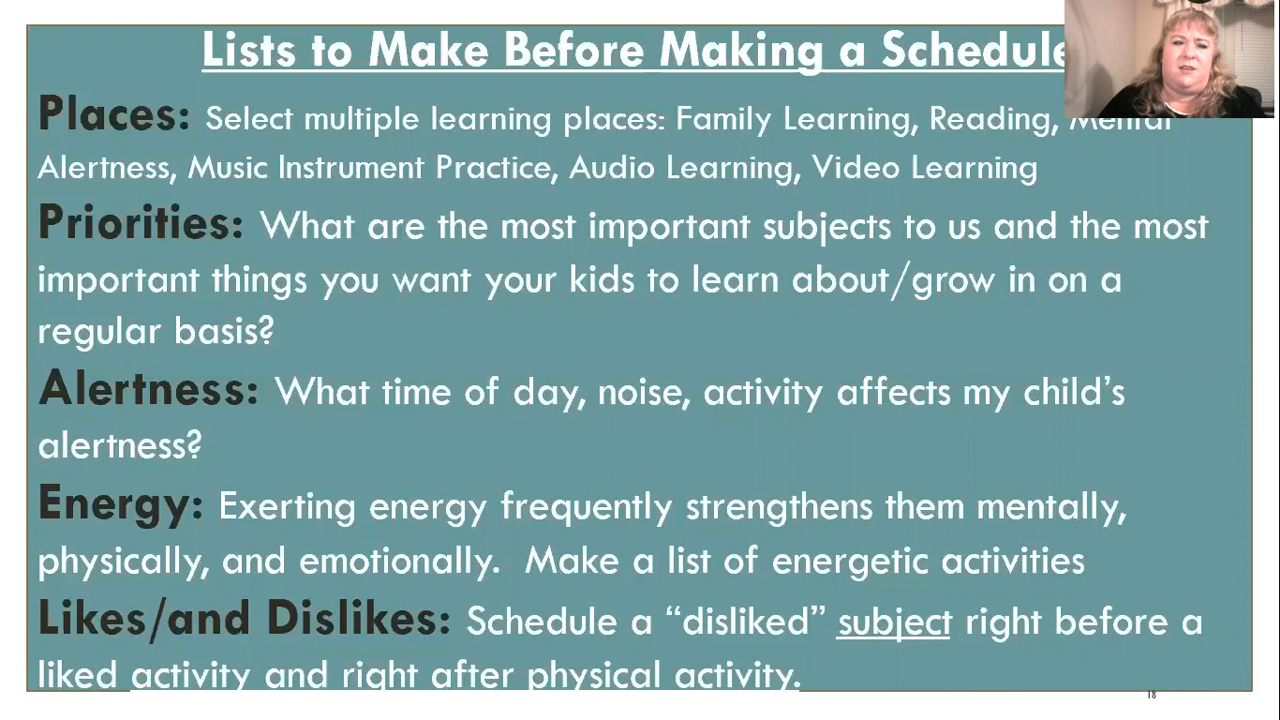 Lists to Make Before Making a Schedule
Places: Select multiple learning places: Family Learning, Reading, Mental
Alertness, Music Instrument Practice, Audio Learning, Video Learning
Priorities: What are the most important subjects to us and the most
important things you want your kids to learn about/grow in on a
regular basis?
Alertness: What time of day, noise, activity affects my child's
alertness?
Energy: Exerting energy frequently strengthens them mentally,
physically, and emotionally. Make a list of energetic activities
Likes/and Dislikes: Schedule a “disliked” subject right before a
liked activity and right after physical activity.
18